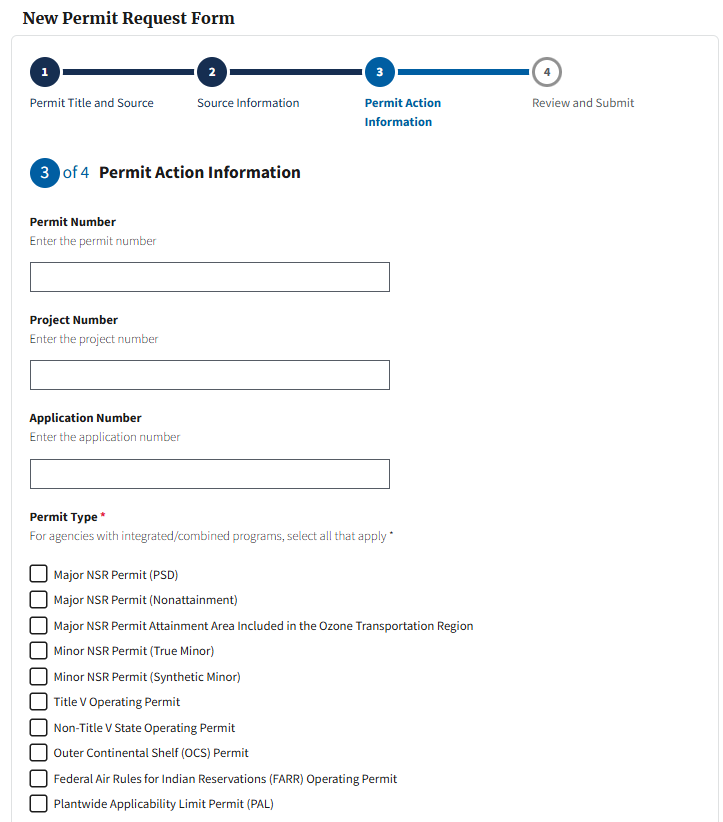 New Permit Request Form
1 2 3 4
Permit Title and Source Source Information Permit Action Review and Submit
Information
3 of 4 Permit Action Information
Permit Number
Enter the permit number
Project Number
Enter the project number
Application Number
Enter the application number
Permit Type *
For agencies with integrated/combined programs, select all that apply *
Major NSR Permit (PSD)
Major NSR Permit (Nonattainment)
Major NSR Permit Attainment Area Included in the Ozone Transportation Region
Minor NSR Permit (True Minor)
Minor NSR Permit (Synthetic Minor)
Title V Operating Permit
Non-Title V State Operating Permit
Outer Continental Shelf (OCS) Permit
Federal Air Rules for Indian Reservations (FARR) Operating Permit
Plantwide Applicability Limit Permit (PAL)